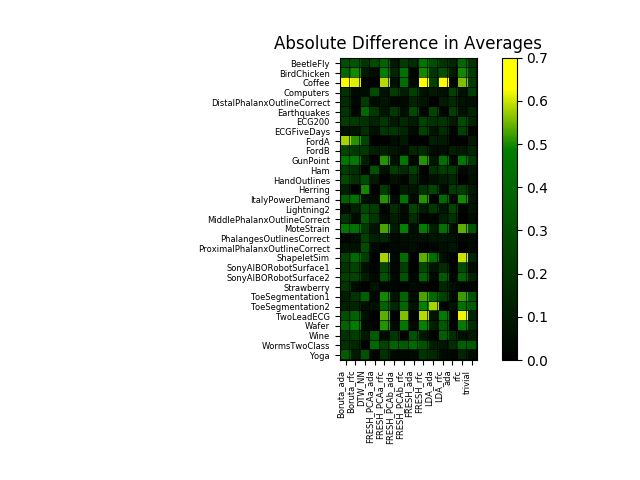 Absolute Difference in Averages
BeetleFly
BirdChicken
Coffee
Computers
DistalPhalanxOutlineCorrect
Earthquakes
ECG200
ECGFiveDays
FordA
FordB
GunPoint
Ham
HandOutlines
Herring
ItalyPowerDemand
Lightning2
MiddlePhalanxOutlineCorrect
MoteStrain
PhalangesOutlinesCorrect
ProximalPhalanxOutlineCorrect
ShapeletSim
SonyAIBORobotSurface1
SonyAIBORobotSurface2
Strawberry
ToeSegmentation1
ToeSegmentation2
TwoLeadECG
Wafer
Wine
WormsTwoClass
Yoga
Boruta_ada
Boruta_rfc
DTW_NN
FRESH_PCAa_ada
FRESH_PCAa_rfc
FRESH_PCAb_ada
FRESH_PCAb_rfc
FRESH_ada
FRESH_rfc
LDA_ada
LDA_rfc
ada
rfc
trivial
0.7
0.6
0.5
0.4
0.3
0.2
0.1
0.0